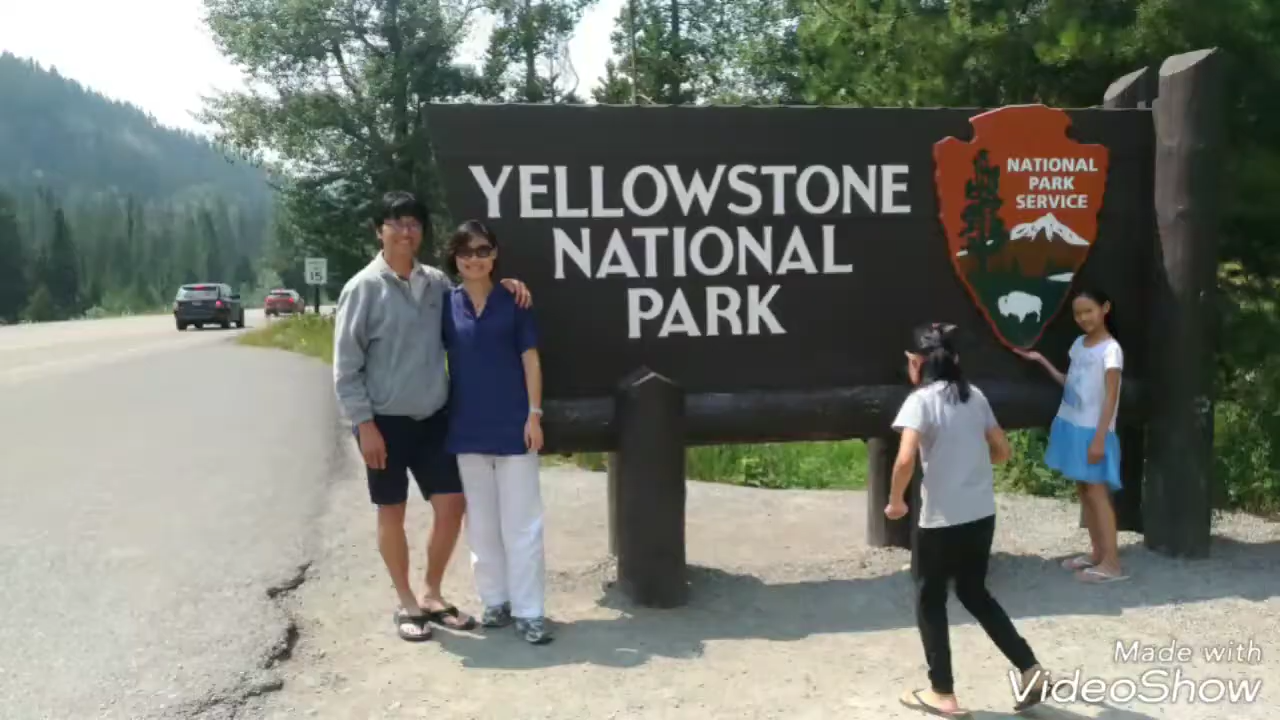 YELLOWSTONE
NATIONAL
PARK
NATIONAL
PARK
SERVICE
15
Made with
VideoShow